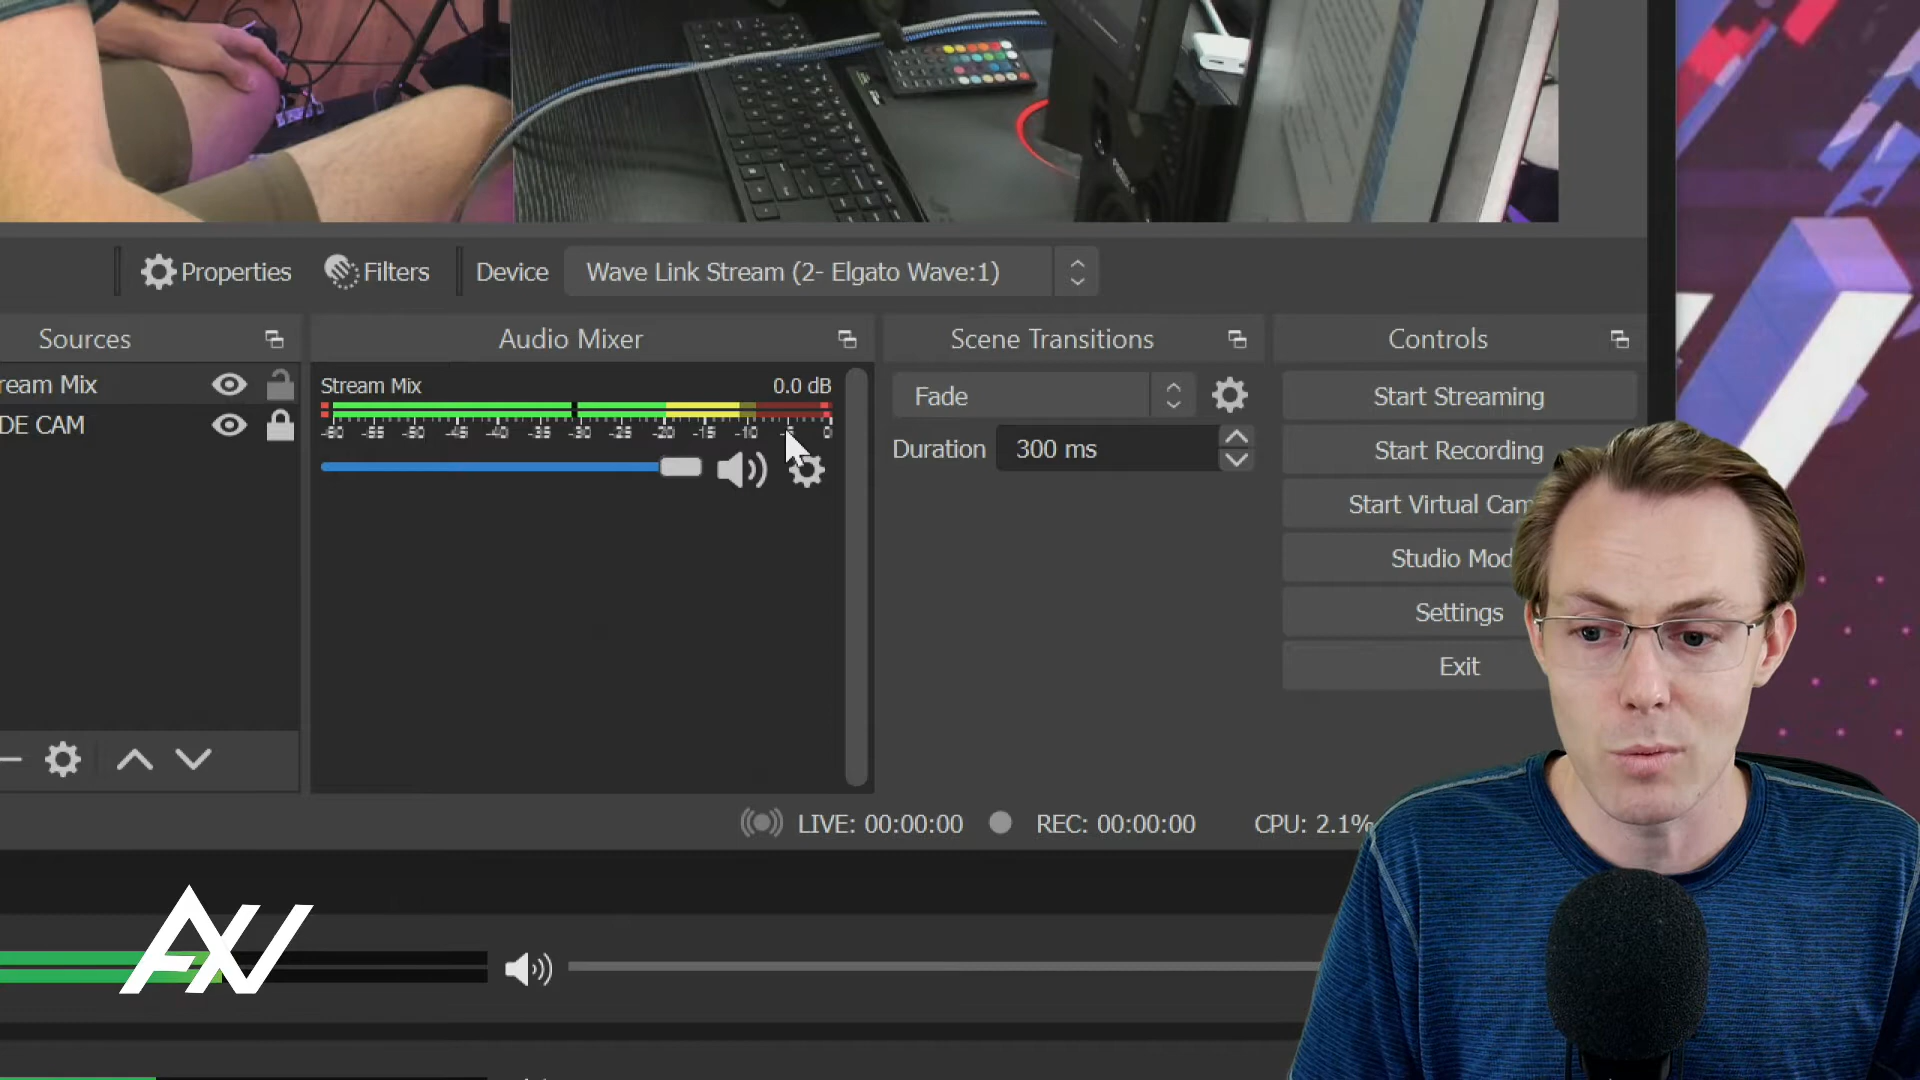 Properties
Filters
Device
Wave Link Stream (2- Elgato Wave:1)
Sources
Audio Mixer
Scene Transitions
Controls
ream Mix
Stream Mix
0.0 dB
-60 -55 -50 -45 -40 -35 -30 -25 -20 -15 -10 -5 0
Fade
Start Streaming
DE CAM
Duration
300 ms
Start Recording
Start Virtual Cam
Studio Mod
Settings
Exit
LIVE: 00:00:00
REC: 00:00:00
CPU: 2.1%